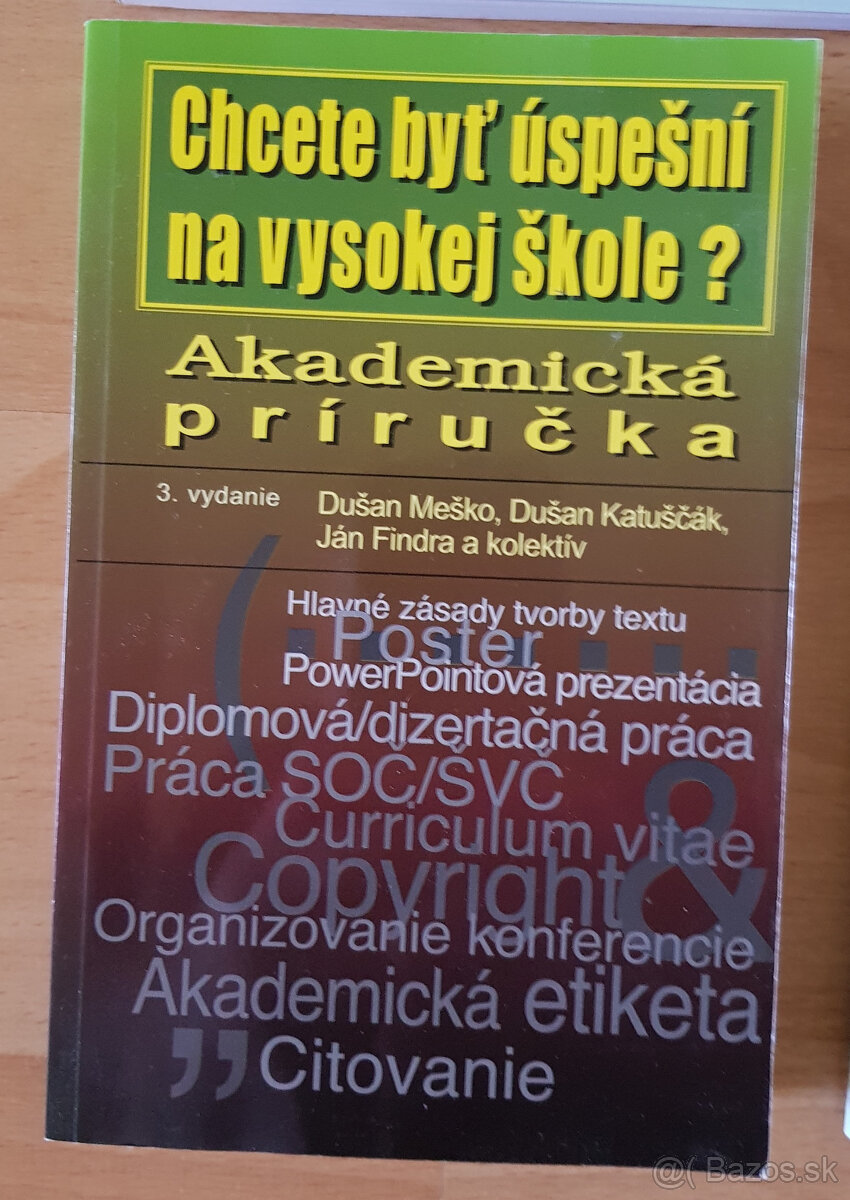 Chcete byť úspešní
na vysokej škole ?
Akademická
príručka
3. vydanie
Dušan Meško, Dušan Katuščák,
Ján Findra a kolektív
(
Hlavné zásady tvorby textu
Poster
PowerPointová prezentácia
Diplomová/dizertačná práca
Práca SOČ/ŠVČ
Curriculum vitae
Copyright &
Organizovanie konferencie
Akademická etiketa
” Citovanie
@( Bazos.sk